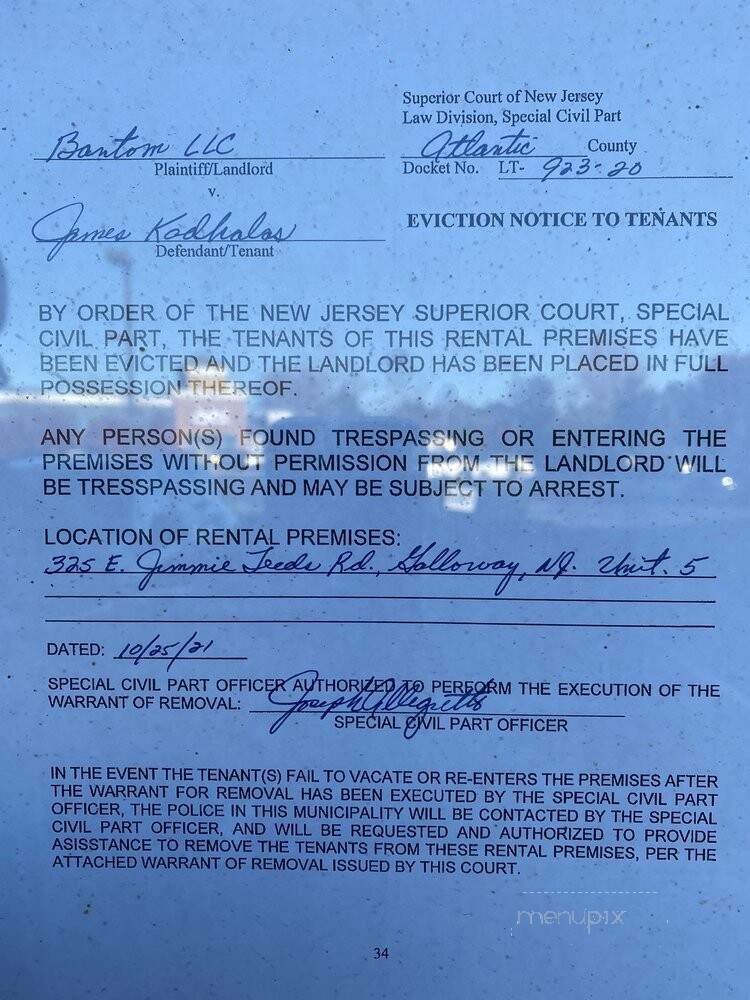 Superior Court of New Jersey
Law Division, Special Civil Part
Bantom LLC
Atlantic County
Plaintiff/Landlord
Docket No. LT- 923-20
v.
EVICTION NOTICE TO TENANTS
James Kadhalos
Defendant/Tenant
BY ORDER OF THE NEW JERSEY SUPERIOR COURT, SPECIAL
CIVIL PART, THE TENANTS OF THIS RENTAL PREMISES HAVE
BEEN EVICTED AND THE LANDLORD HAS BEEN PLACED IN FULL
POSSESSION THEREOF.
ANY PERSON(S) FOUND TRESPASSING OR ENTERING THE
PREMISES WITHOUT PERMISSION FROM THE LANDLORD WILL
BE TRESSPASSING AND MAY BE SUBJECT TO ARREST.
LOCATION OF RENTAL PREMISES:
325 E. Jimmie Leeds Rd., Galloway, NJ. Unit. 5
DATED: 10/25/21
SPECIAL CIVIL PART OFFICER AUTHORIZED TO PERFORM THE EXECUTION OF THE
WARRANT OF REMOVAL: Joseph
SPECIAL CIVIL PART OFFICER
IN THE EVENT THE TENANT(S) FAIL TO VACATE OR RE-ENTERS THE PREMISES AFTER
THE WARRANT FOR REMOVAL HAS BEEN EXECUTED BY THE SPECIAL CIVIL PART
OFFICER, THE POLICE IN THIS MUNICIPALITY WILL BE CONTACTED BY THE SPECIAL
CIVIL PART OFFICER, AND WILL BE REQUESTED AND AUTHORIZED TO PROVIDE
ASISSTANCE TO REMOVE THE TENANTS FROM THESE RENTAL PREMISES, PER THE
ATTACHED WARRANT OF REMOVAL ISSUED BY THIS COURT.
menupix
34